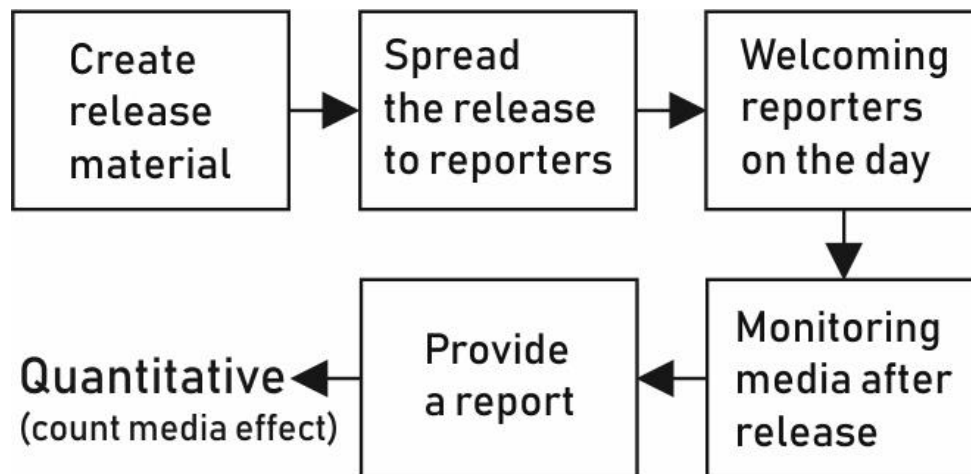 Create
release
material
Spread
the release
to reporters
Welcoming
reporters
on the day
Monitoring
media after
release
Provide
a report
Quantitative
(count media effect)